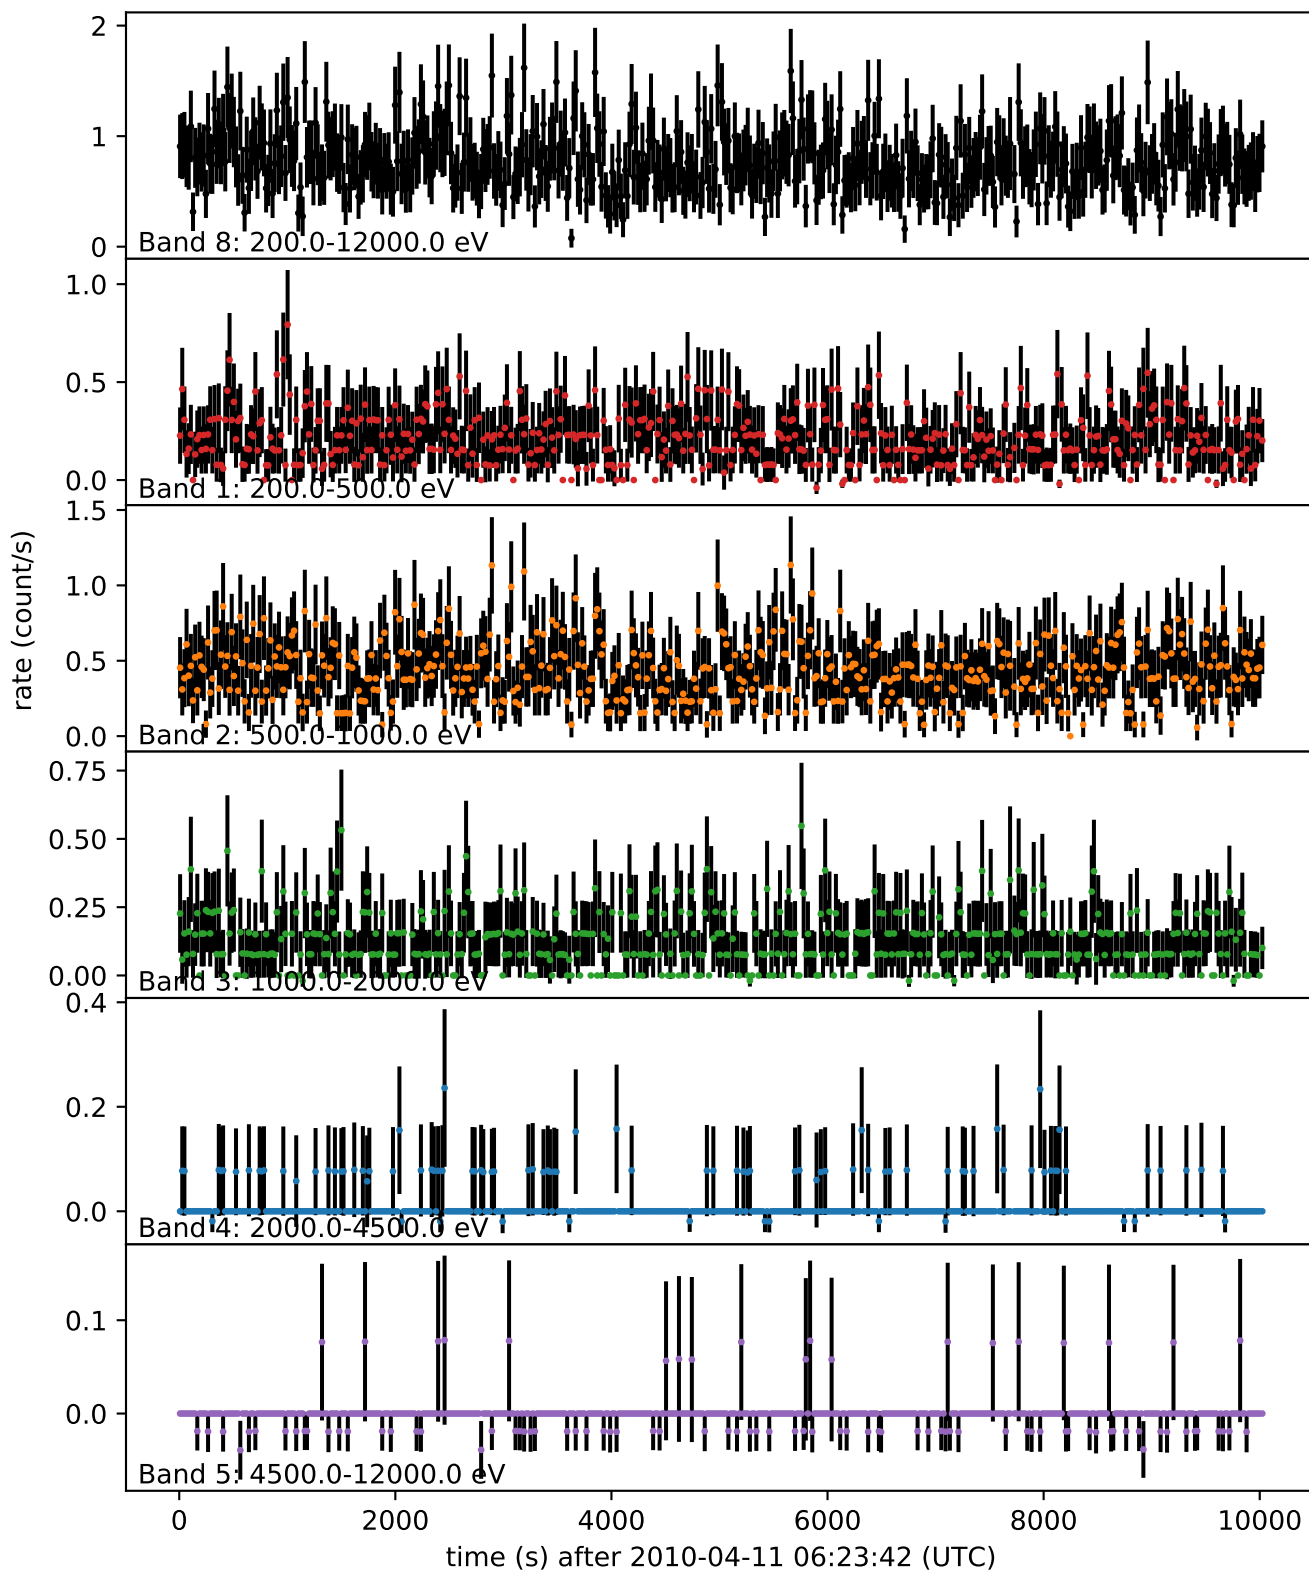 2
1
0
Band 8: 200.0-12000.0 eV
1.0
0.5
0.0
Band 1: 200.0-500.0 eV
1.5
1.0
0.5
0.0
Band 2: 500.0-1000.0 eV
rate (count/s)
0.75
0.50
0.25
0.00
Band 3: 1000.0-2000.0 eV
0.4
0.2
0.0
Band 4: 2000.0-4500.0 eV
0.1
0.0
Band 5: 4500.0-12000.0 eV
0 2000 4000 6000 8000 10000
time (s) after 2010-04-11 06:23:42 (UTC)